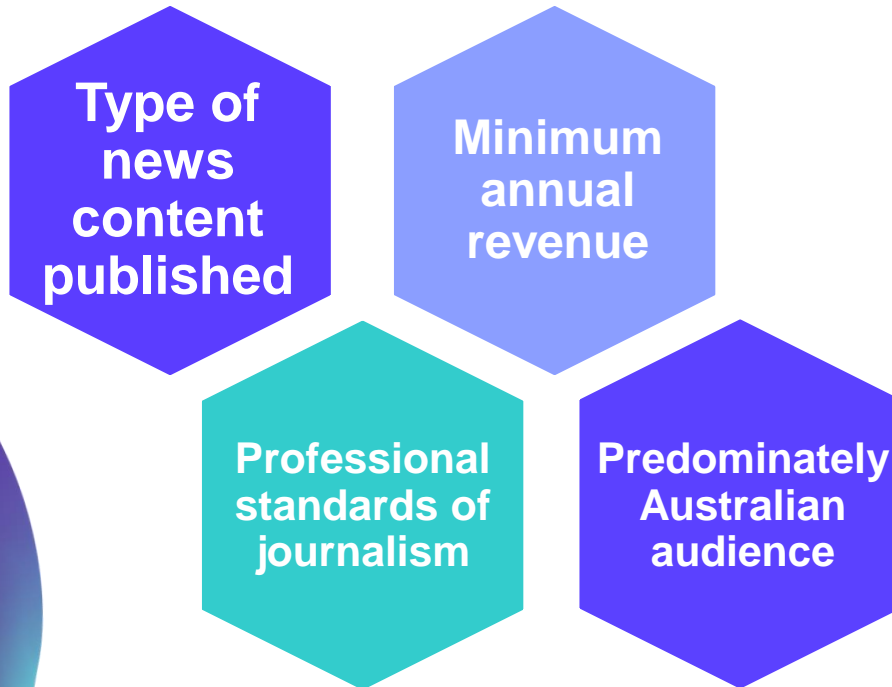 Type of
news
content
published
Minimum
annual
revenue
Professional
standards of
journalism
Predominately
Australian
audience